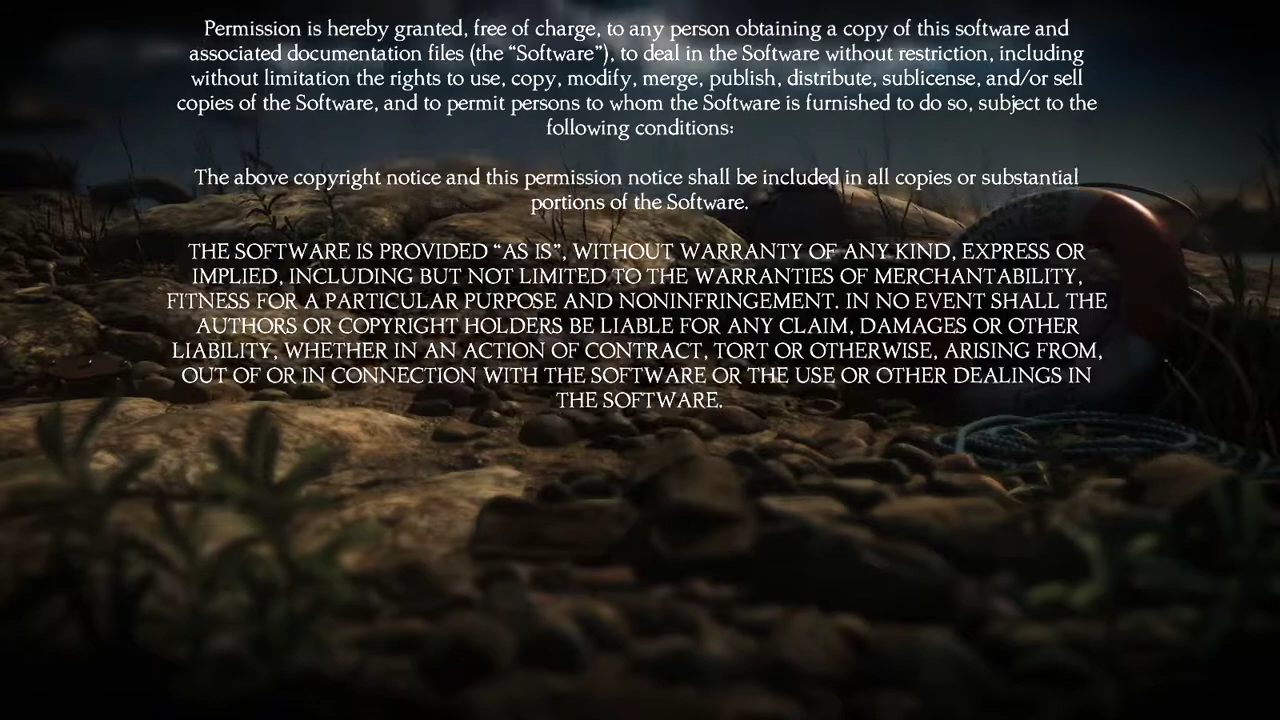 Permission is hereby granted, free of charge, to any person obtaining a copy of this software and
associated documentation files (the “Software”), to deal in the Software without restriction, including
without limitation the rights to use, copy, modify, merge, publish, distribute, sublicense, and/or sell
copies of the Software, and to permit persons to whom the Software is furnished to do so, subject to the
following conditions:
The above copyright notice and this permission notice shall be included in all copies or substantial
portions of the Software.
THE SOFTWARE IS PROVIDED “AS IS”, WITHOUT WARRANTY OF ANY KIND, EXPRESS OR
IMPLIED, INCLUDING BUT NOT LIMITED TO THE WARRANTIES OF MERCHANTABILITY,
FITNESS FOR A PARTICULAR PURPOSE AND NONINFRINGEMENT. IN NO EVENT SHALL THE
AUTHORS OR COPYRIGHT HOLDERS BE LIABLE FOR ANY CLAIM, DAMAGES OR OTHER
LIABILITY, WHETHER IN AN ACTION OF CONTRACT, TORT OR OTHERWISE, ARISING FROM,
OUT OF OR IN CONNECTION WITH THE SOFTWARE OR THE USE OR OTHER DEALINGS IN
THE SOFTWARE.